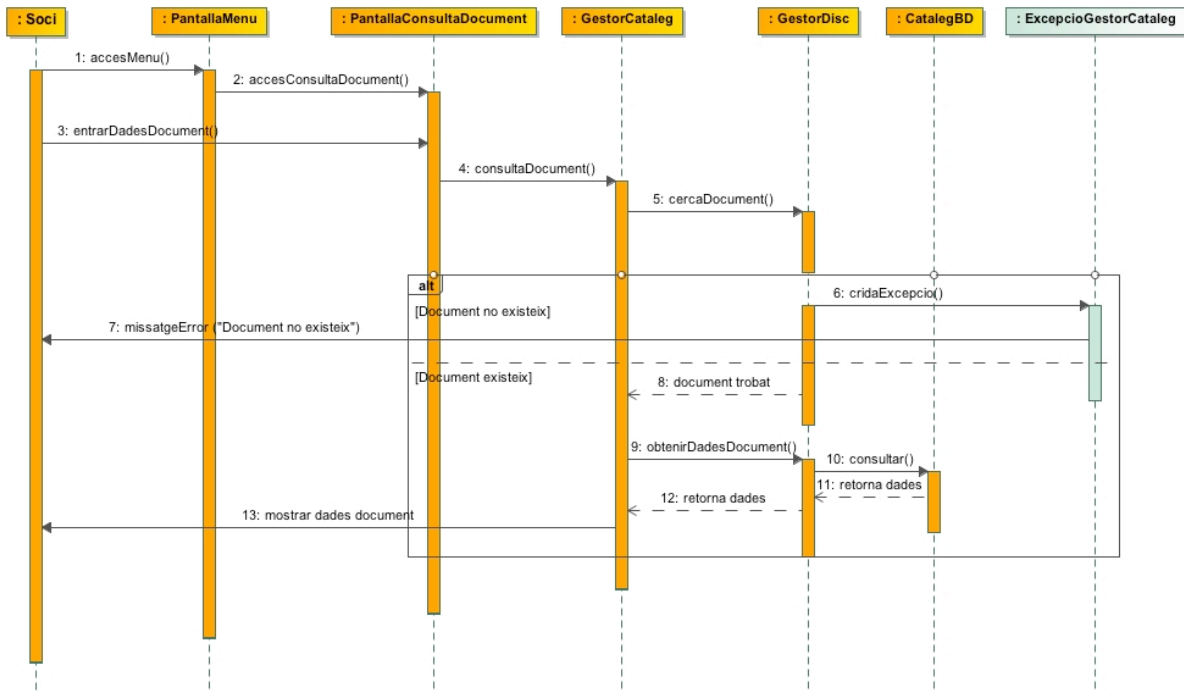 : Soci
: PantallaMenu
: PantallaConsultaDocument
: GestorCataleg
: GestorDisc
: CatalegBD
: ExcepcioGestorCataleg
1: accesMenu()
2: accesConsultaDocument()
3: entrarDadesDocument()
4: consultaDocument()
5: cercaDocument()
alt
6: cridaExcepcio()
[Document no existeix]
7: missatgeError ("Document no existeix")
[Document existeix]
8: document trobat
9: obtenirDadesDocument()
10: consultar()
11: retorna dades
12: retorna dades
13: mostrar dades document